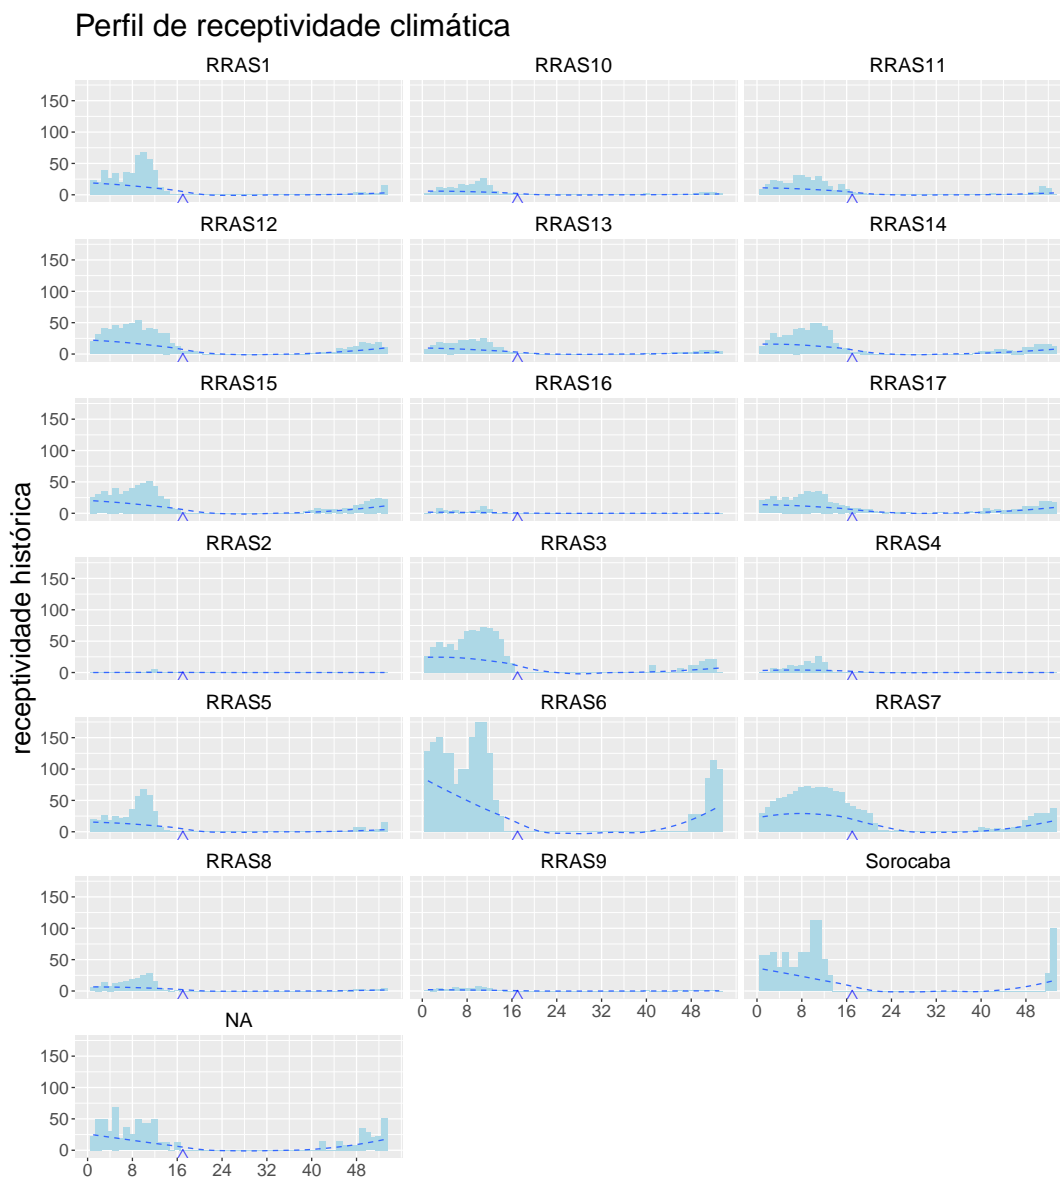 Perfil de receptividade climática
RRAS1 RRAS10 RRAS11
150
100
50
0
RRAS12 RRAS13 RRAS14
150
100
50
0
RRAS15 RRAS16 RRAS17
150
100
50
0
receptividade histórica
RRAS2 RRAS3 RRAS4
150
100
50
0
RRAS5 RRAS6 RRAS7
150
100
50
0
RRAS8 RRAS9 Sorocaba
150
100
50
0
0 8 16 24 32 40 48 0 8 16 24 32 40 48
NA
150
100
50
0
0 8 16 24 32 40 48